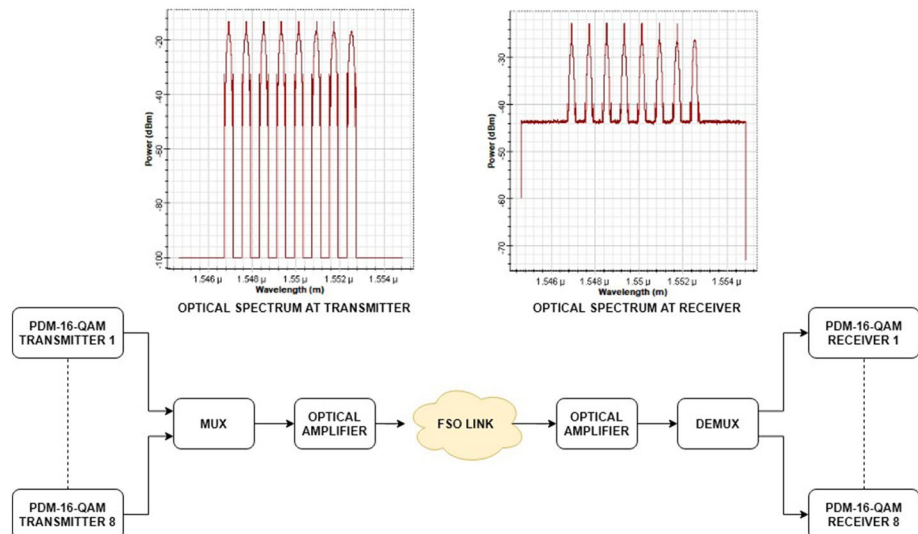 -20
-40
-60
-80
-100
Power (dBm)
1.546 µ
1.548 µ
1.55 µ
1.552 µ
1.554 µ
Wavelength (m)
OPTICAL SPECTRUM AT TRANSMITTER
-30
-40
-50
-60
-70
Power (dBm)
1.546 µ
1.548 µ
1.55 µ
1.552 µ
1.554 µ
Wavelength (m)
OPTICAL SPECTRUM AT RECEIVER
PDM-16-QAM
TRANSMITTER 1
PDM-16-QAM
RECEIVER 1
MUX
OPTICAL
AMPLIFIER
FSO LINK
OPTICAL
AMPLIFIER
DEMUX
PDM-16-QAM
TRANSMITTER 8
PDM-16-QAM
RECEIVER 8